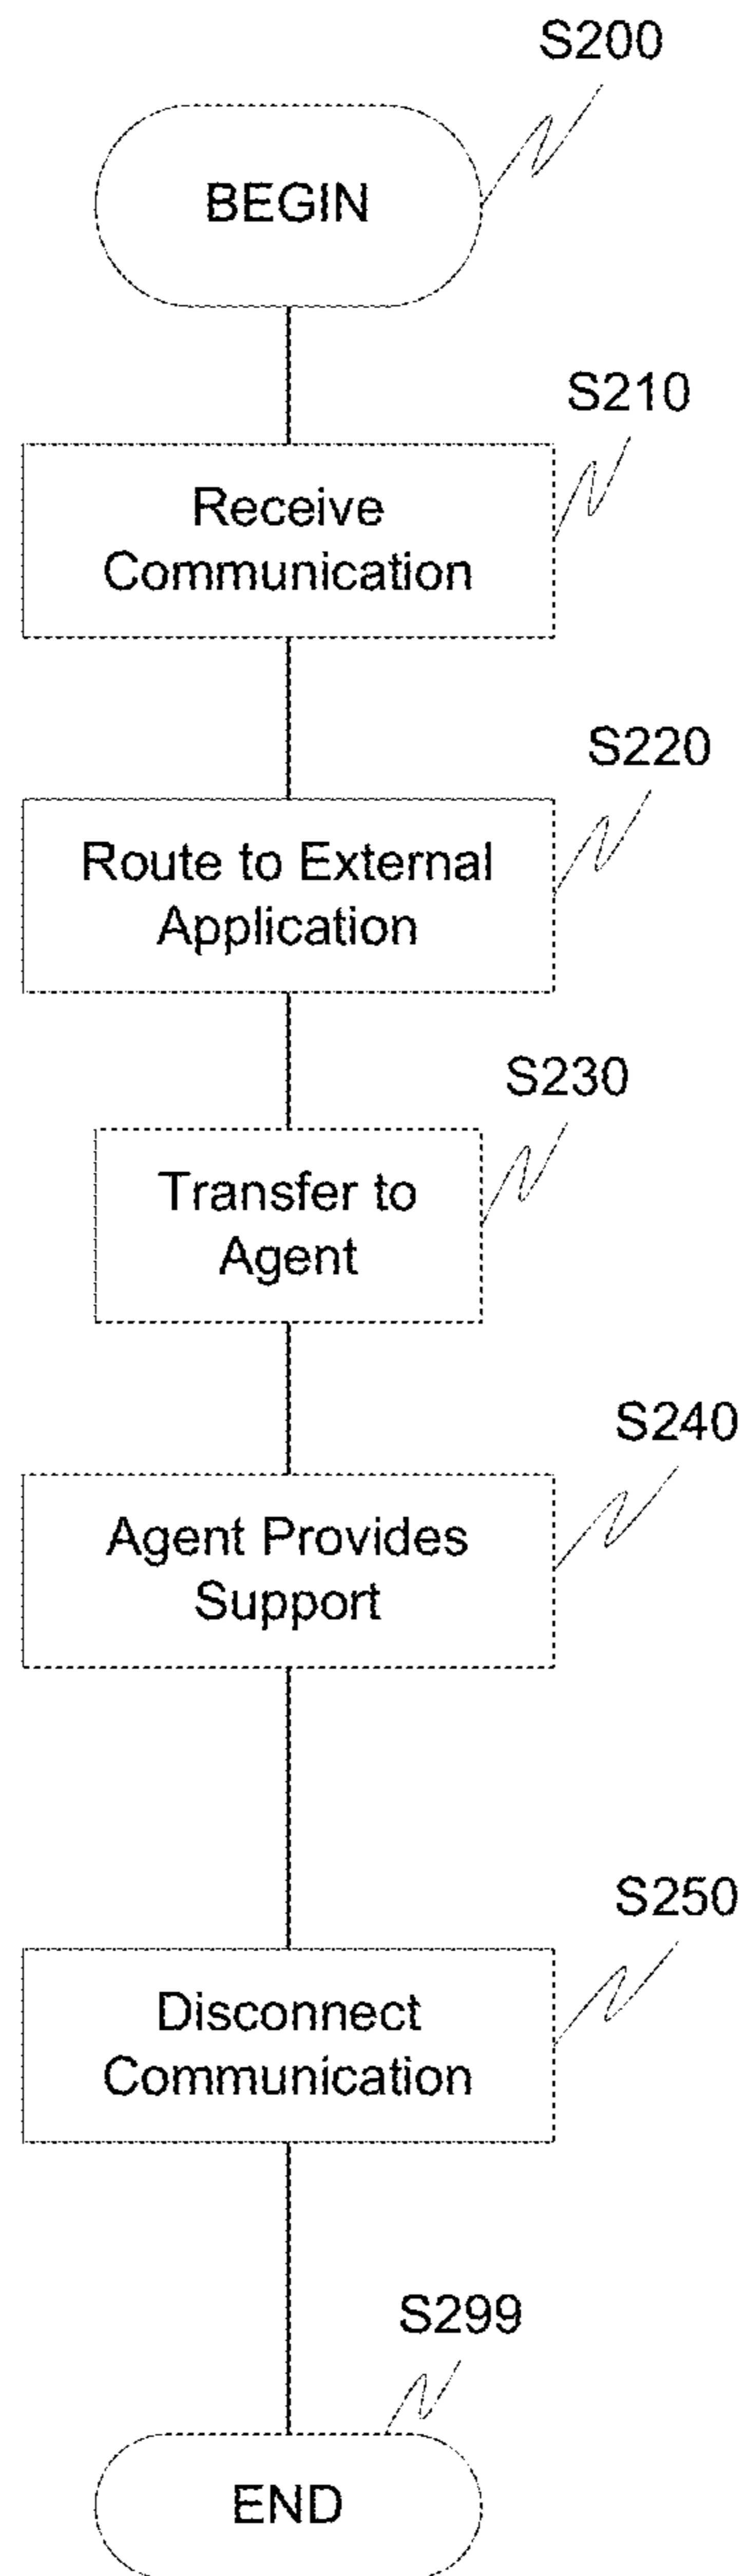 S200
BEGIN
S210
Receive
Communication
S220
Route to External
Application
S230
Transfer to
Agent
S240
Agent Provides
Support
S250
Disconnect
Communication
S299
END